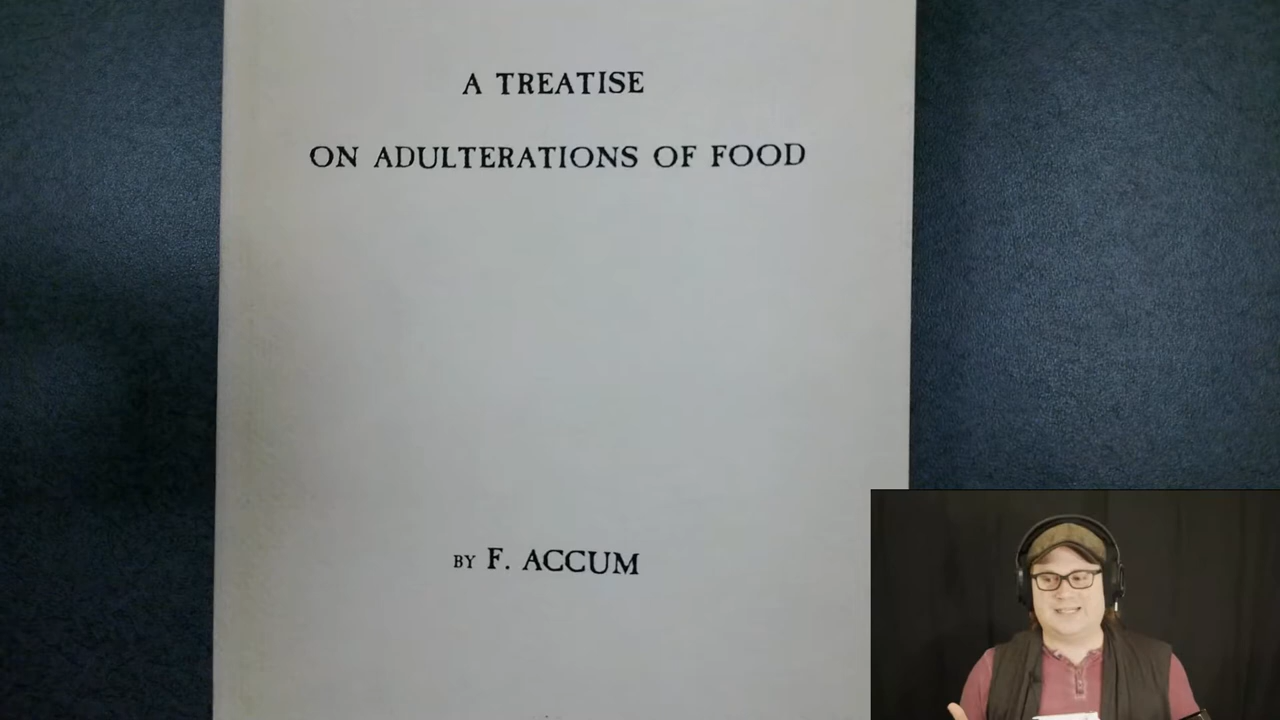 A TREATISE
ON ADULTERATIONS OF FOOD
BY F. ACCUM